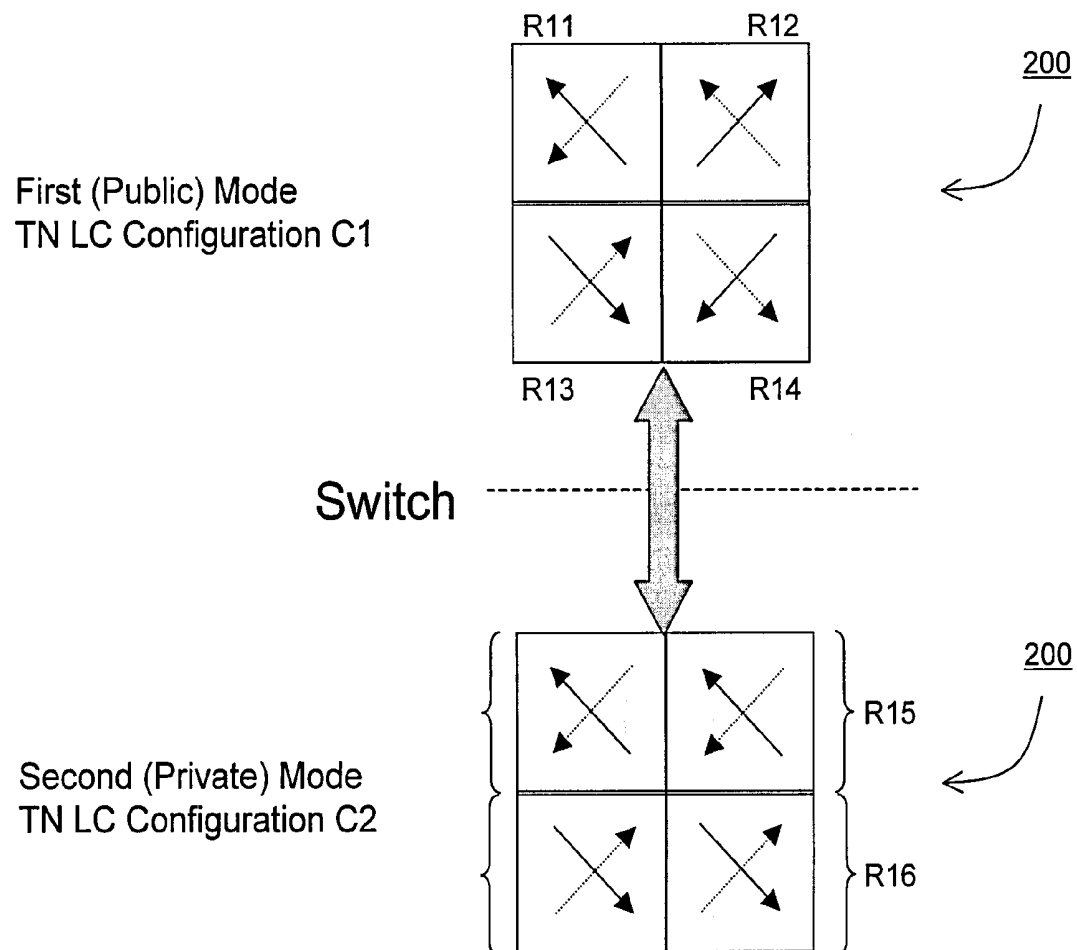 R11
R12
200
First (Public) Mode
TN LC Configuration C1
R13
R14
Switch
200
R15
Second (Private) Mode
TN LC Configuration C2
R16